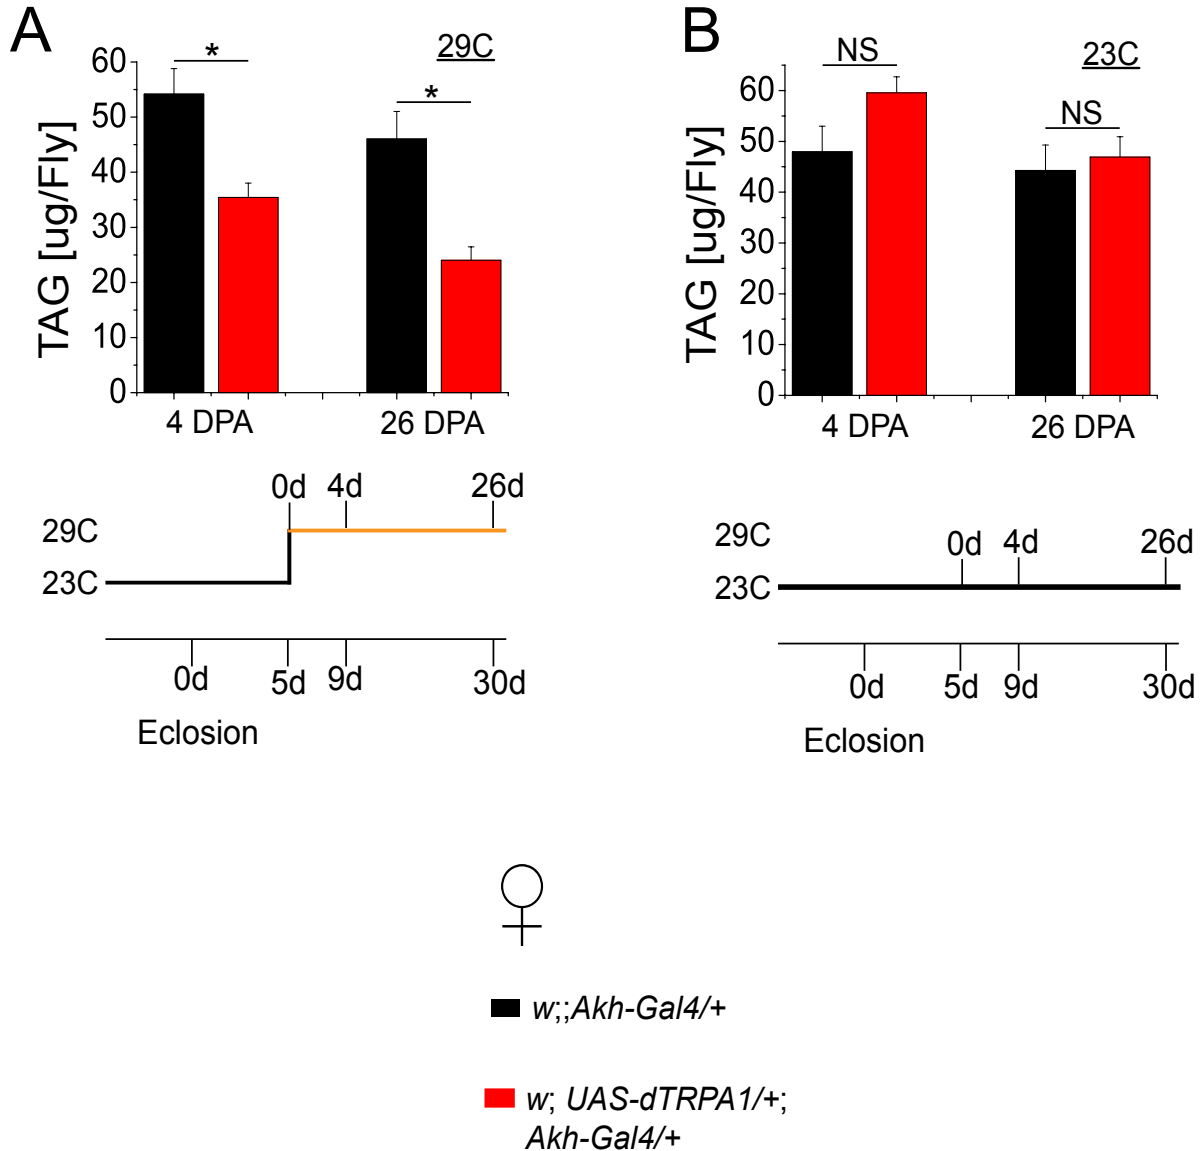 A
29C
TAG [ug/Fly]
60
50
40
30
20
10
0
*
*
4 DPA
26 DPA
0d
4d
26d
29C
23C
0d
5d
9d
30d
Eclosion
B
23C
TAG [ug/Fly]
60
50
40
30
20
10
0
NS
NS
4 DPA
26 DPA
29C
0d
4d
26d
23C
0d
5d
9d
30d
Eclosion
♀
w;;Akh-Gal4/+
w; UAS-dTRPA1/+;
Akh-Gal4/+